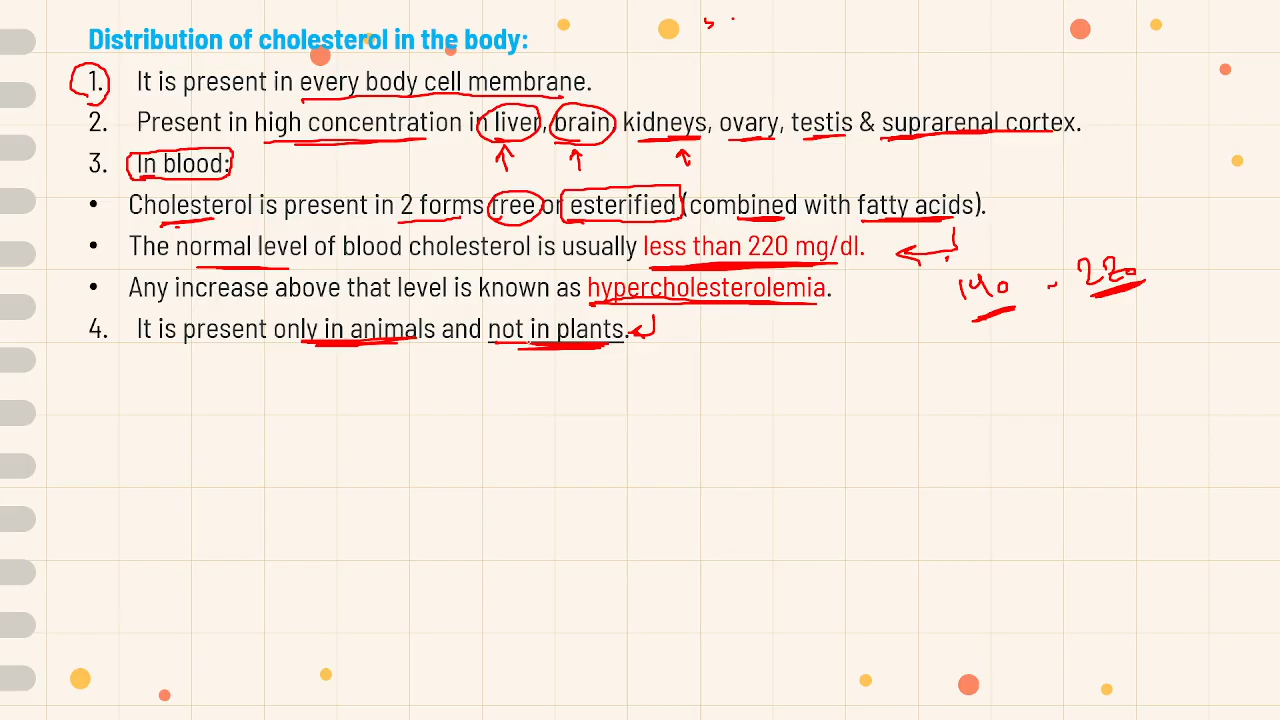 Distribution of cholesterol in the body:
1. It is present in every body cell membrane.
2. Present in high concentration in liver, brain, kidneys, ovary, testis & suprarenal cortex.
3. In blood:
• Cholesterol is present in 2 forms free or esterified (combined with fatty acids).
• The normal level of blood cholesterol is usually less than 220 mg/dl.
• Any increase above that level is known as hypercholesterolemia.
140 - 220
4. It is present only in animals and not in plants.